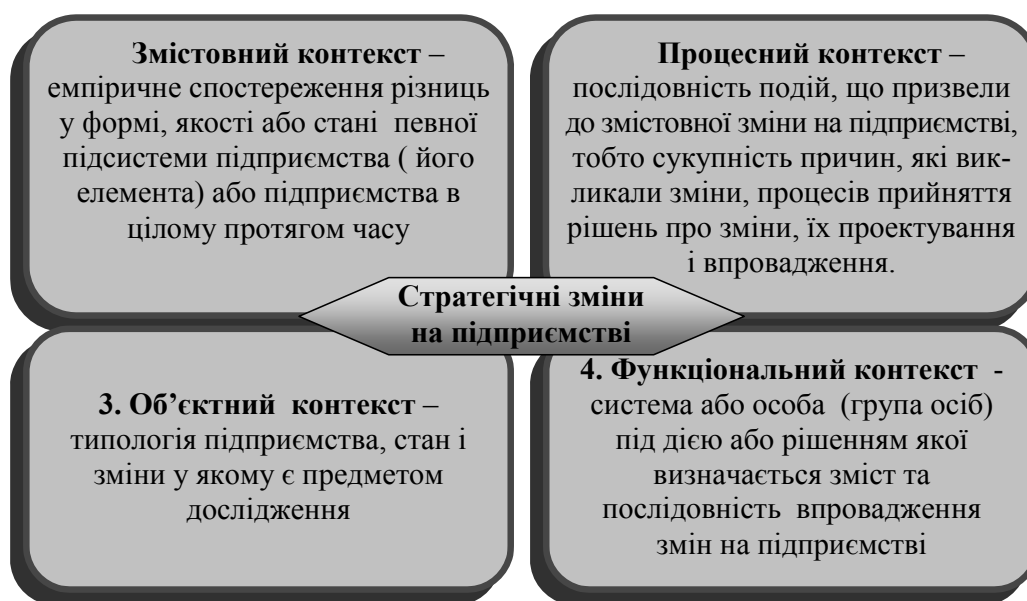 Змістовний контекст –
емпіричне спостереження різниць
у формі, якості або стані певної
підсистеми підприємства ( його
елемента) або підприємства в
цілому протягом часу
Процесний контекст –
послідовність подій, що призвели
до змістовної зміни на підприємстві,
тобто сукупність причин, які вик-
ликали зміни, процесів прийняття
рішень про зміни, їх проектування
і впровадження.
Стратегічні зміни
на підприємстві
3. Об’єктний контекст –
типологія підприємства, стан і
зміни у якому є предметом
дослідження
4. Функціональний контекст -
система або особа (група осіб)
під дією або рішенням якої
визначається зміст та
послідовність впровадження
змін на підприємстві